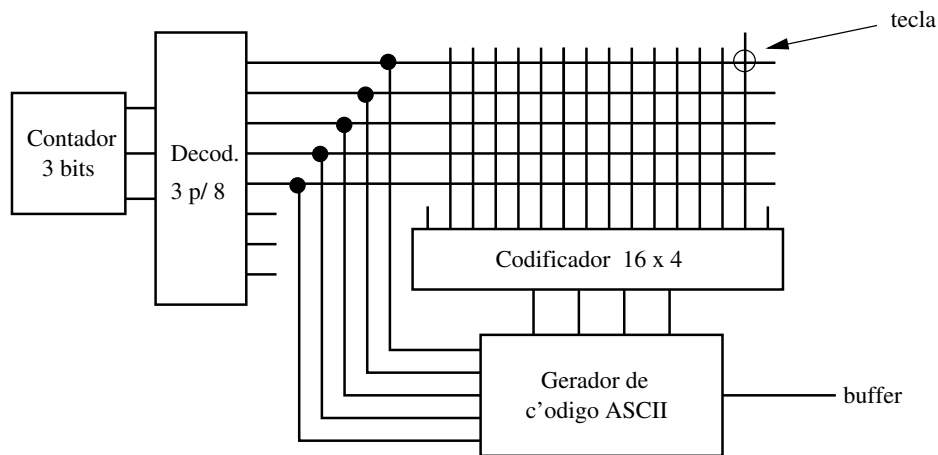 tecla
Contador
3 bits
Decod.
3 p/ 8
Codificador 16 x 4
Gerador de
c'odigo ASCII
buffer